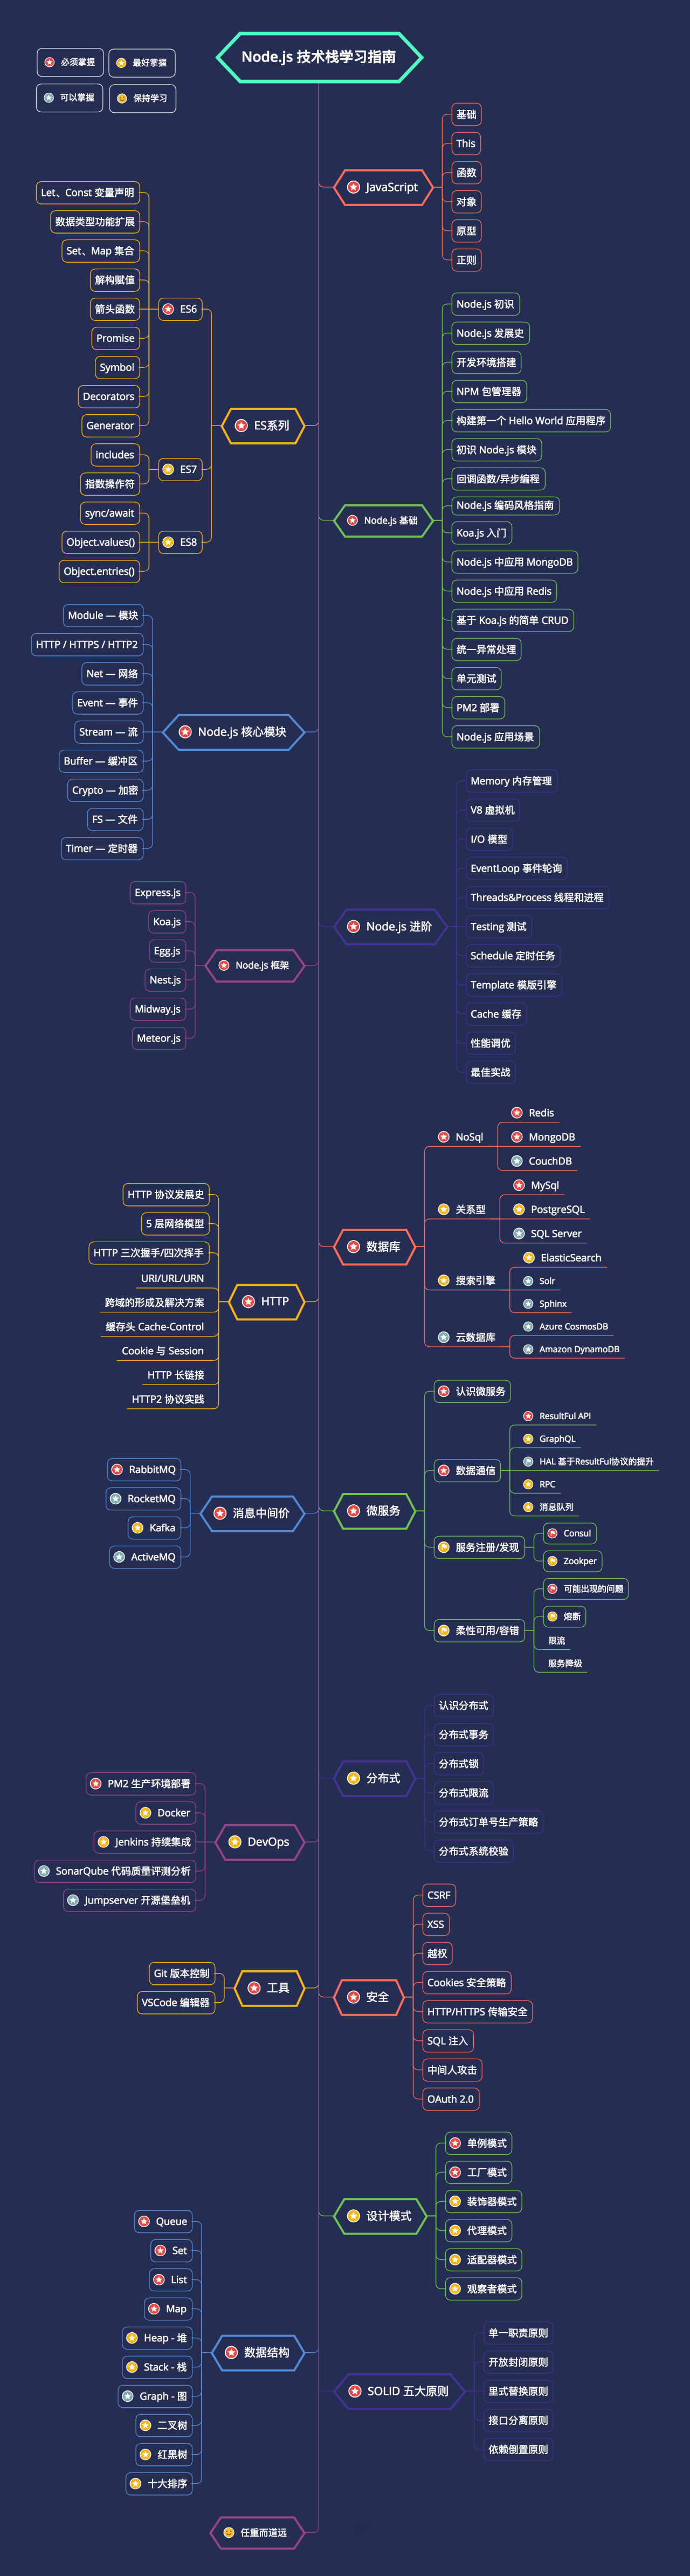 Node.js 技术栈学习指南
必须掌握
最好掌握
可以掌握
保持学习
JavaScript
基础
This
函数
对象
原型
正则
ES系列
ES6
Let、Const 变量声明
数据类型功能扩展
Set、Map 集合
解构赋值
箭头函数
Promise
Symbol
Decorators
Generator
ES7
includes
指数操作符
ES8
sync/await
Object.values()
Object.entries()
Node.js 基础
Node.js 初识
Node.js 发展史
开发环境搭建
NPM 包管理器
构建第一个 Hello World 应用程序
初识 Node.js 模块
回调函数/异步编程
Node.js 编码风格指南
Koa.js 入门
Node.js 中应用 MongoDB
Node.js 中应用 Redis
基于 Koa.js 的简单 CRUD
统一异常处理
单元测试
PM2 部署
Node.js 应用场景
Node.js 核心模块
Module — 模块
HTTP / HTTPS / HTTP2
Net — 网络
Event — 事件
Stream — 流
Buffer — 缓冲区
Crypto — 加密
FS — 文件
Timer — 定时器
Node.js 进阶
Memory 内存管理
V8 虚拟机
I/O 模型
EventLoop 事件轮询
Threads&Process 线程和进程
Testing 测试
Schedule 定时任务
Template 模版引擎
Cache 缓存
性能调优
最佳实战
Node.js 框架
Express.js
Koa.js
Egg.js
Nest.js
Midway.js
Meteor.js
数据库
NoSql
Redis
MongoDB
CouchDB
关系型
MySql
PostgreSQL
SQL Server
搜索引擎
ElasticSearch
Solr
Sphinx
云数据库
Azure CosmosDB
Amazon DynamoDB
HTTP
HTTP 协议发展史
5 层网络模型
HTTP 三次握手/四次挥手
URI/URL/URN
跨域的形成及解决方案
缓存头 Cache-Control
Cookie 与 Session
HTTP 长链接
HTTP2 协议实践
微服务
认识微服务
数据通信
ResultFul API
GraphQL
HAL 基于ResultFul协议的提升
RPC
消息队列
服务注册/发现
Consul
Zookper
柔性可用/容错
可能出现的问题
熔断
限流
服务降级
消息中间价
RabbitMQ
RocketMQ
Kafka
ActiveMQ
分布式
认识分布式
分布式事务
分布式锁
分布式限流
分布式订单号生产策略
分布式系统校验
DevOps
PM2 生产环境部署
Docker
Jenkins 持续集成
SonarQube 代码质量评测分析
Jumpserver 开源堡垒机
安全
CSRF
XSS
越权
Cookies 安全策略
HTTP/HTTPS 传输安全
SQL 注入
中间人攻击
OAuth 2.0
工具
Git 版本控制
VSCode 编辑器
设计模式
单例模式
工厂模式
装饰器模式
代理模式
适配器模式
观察者模式
数据结构
Queue
Set
List
Map
Heap - 堆
Stack - 栈
Graph - 图
二叉树
红黑树
十大排序
SOLID 五大原则
单一职责原则
开放封闭原则
里式替换原则
接口分离原则
依赖倒置原则
任重而道远